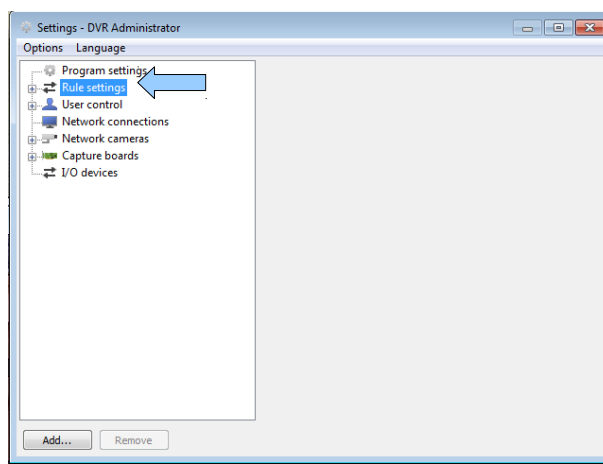 Settings - DVR Administrator
Options Language
Program settings
Rule settings
User control
Network connections
Network cameras
Capture boards
I/O devices
Add... Remove